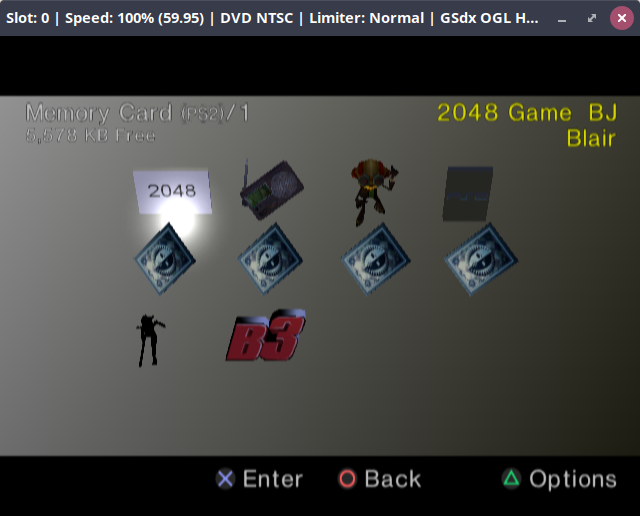 Slot: 0 | Speed: 100% (59.95) | DVD NTSC | Limiter: Normal | GSdx OGL H...
Memory Card (PS2)/1
5,578 KB Free
2048 Game BJ
Blair
2048
B3
Enter
Back
Options